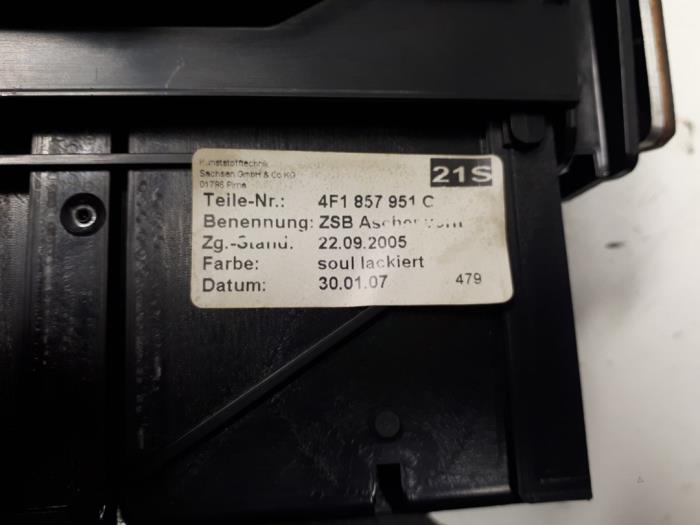 Kunststofftechnik
Sachsen GmbH & Co KG
01796 Pirna
21S
Teile-Nr.: 4F1 857 951 C
Benennung: ZSB Ascher vorn
Zg.-Stand: 22.09.2005
Farbe: soul lackiert
Datum: 30.01.07 479